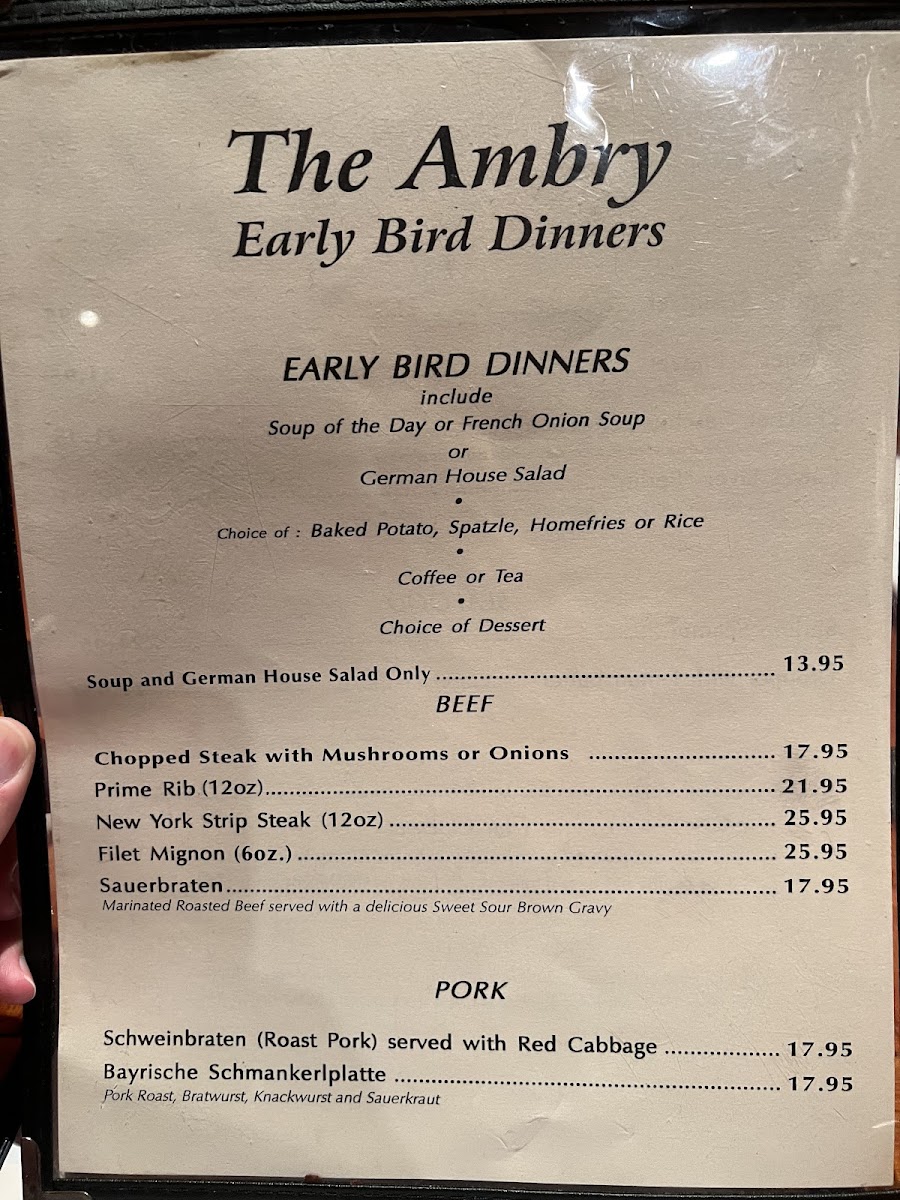 The Ambry
Early Bird Dinners
EARLY BIRD DINNERS
include
Soup of the Day or French Onion Soup
or
German House Salad
•
Choice of : Baked Potato, Spatzle, Homefries or Rice
•
Coffee or Tea
•
Choice of Dessert
Soup and German House Salad Only ........................................ 13.95
BEEF
Chopped Steak with Mushrooms or Onions ........................ 17.95
Prime Rib (12oz)........................................................ 21.95
New York Strip Steak (12oz) ........................................ 25.95
Filet Mignon (6oz.) .................................................... 25.95
Sauerbraten................................................................ 17.95
Marinated Roasted Beef served with a delicious Sweet Sour Brown Gravy
PORK
Schweinbraten (Roast Pork) served with Red Cabbage ................ 17.95
Bayrische Schmankerlplatte ........................................ 17.95
Pork Roast, Bratwurst, Knackwurst and Sauerkraut